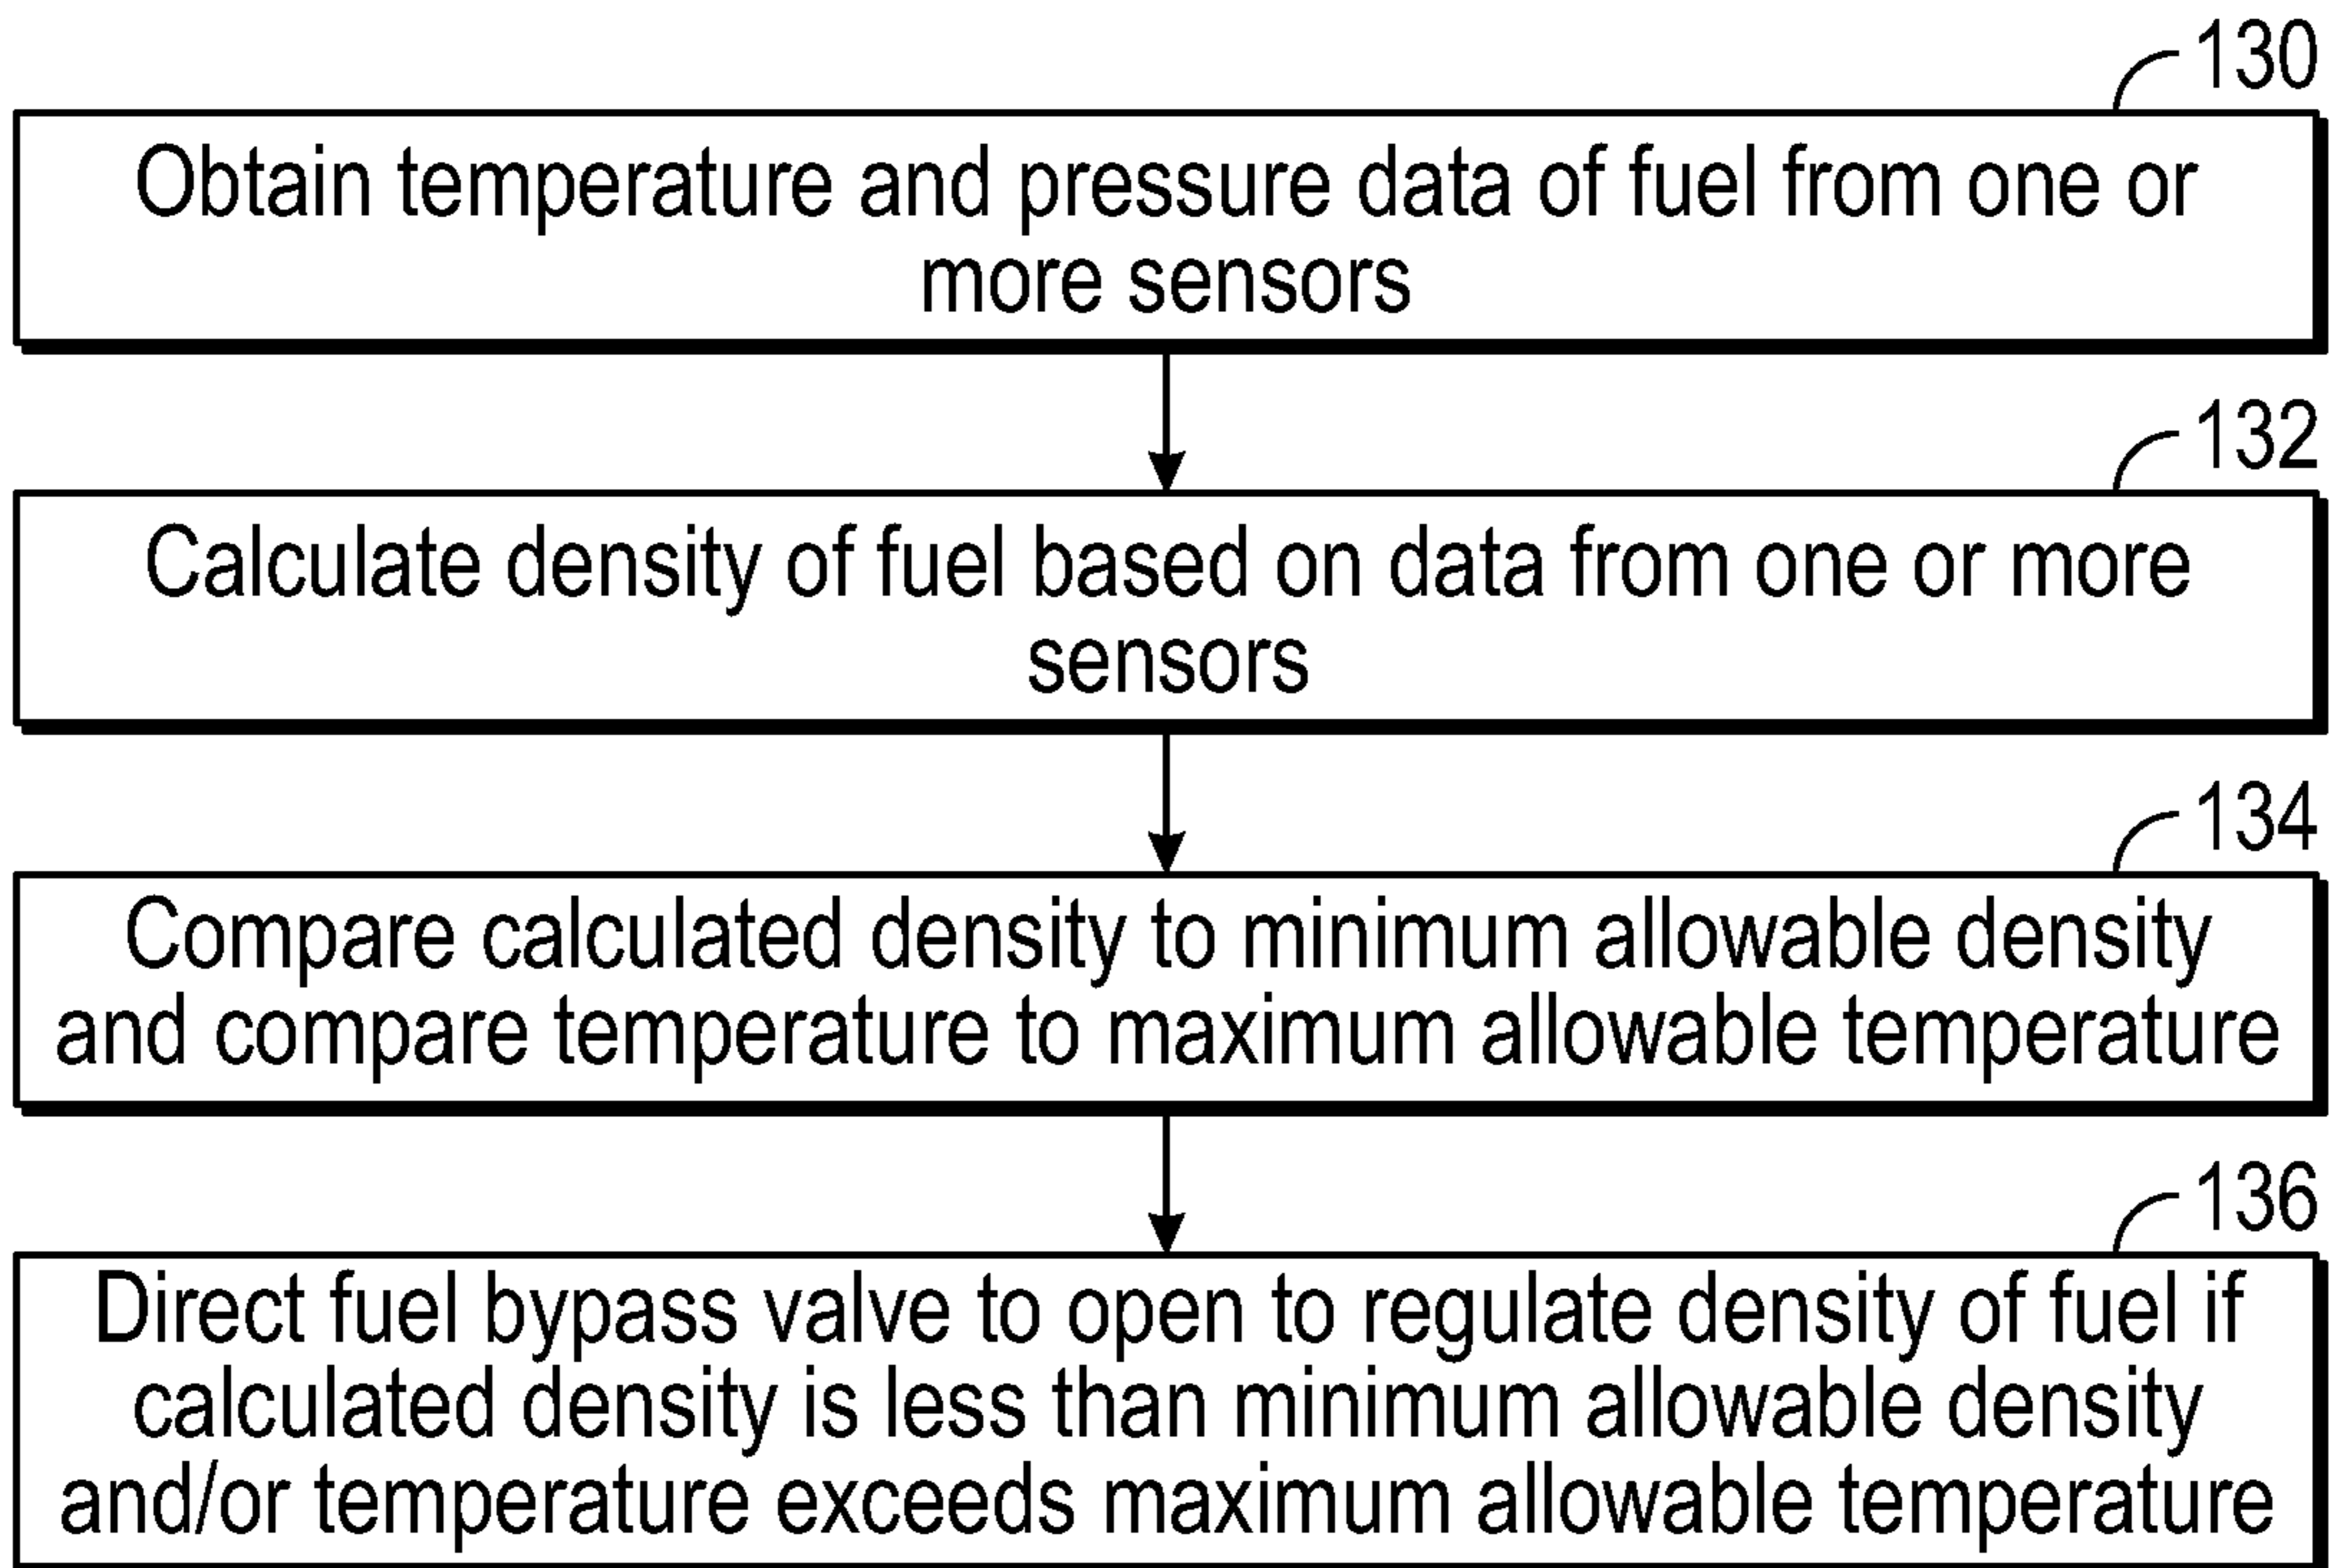 130
Obtain temperature and pressure data of fuel from one or
more sensors
132
Calculate density of fuel based on data from one or more
sensors
134
Compare calculated density to minimum allowable density
and compare temperature to maximum allowable temperature
136
Direct fuel bypass valve to open to regulate density of fuel if
calculated density is less than minimum allowable density
and/or temperature exceeds maximum allowable temperature